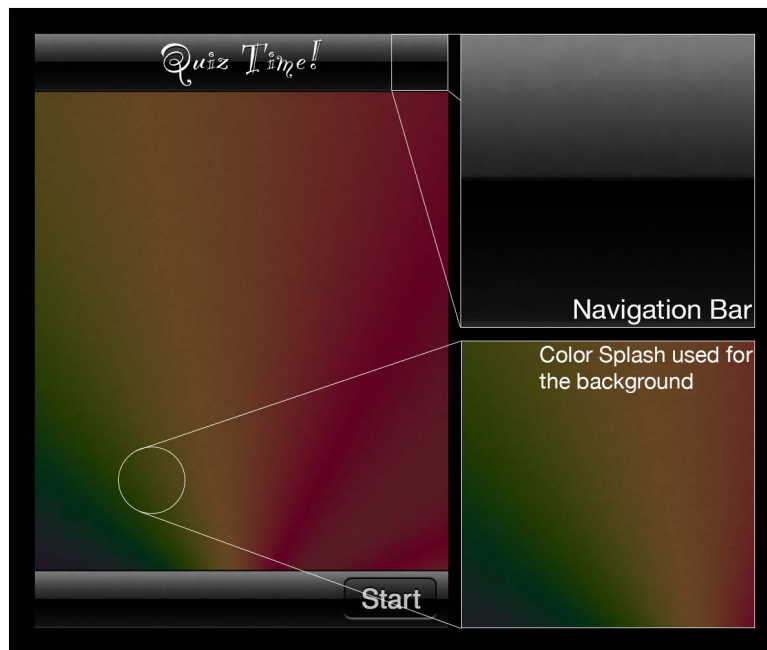 Quiz Time!
Navigation Bar
Color Splash used for
the background
Start